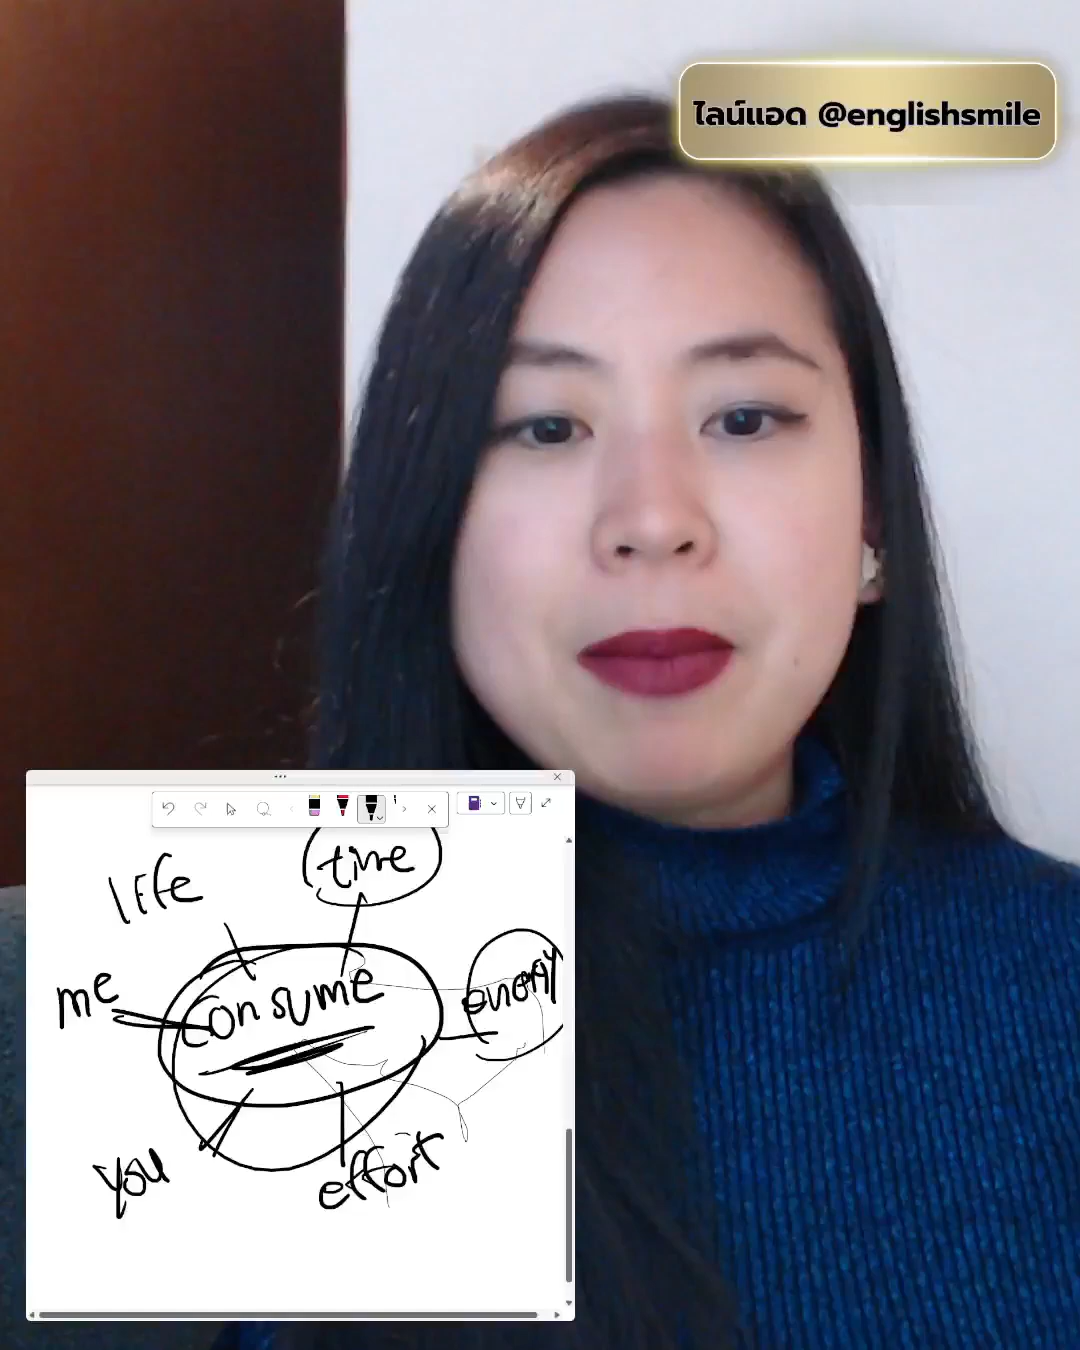 ไลน์แอด @englishsmile
time
life
energy
me
consume
you
effort